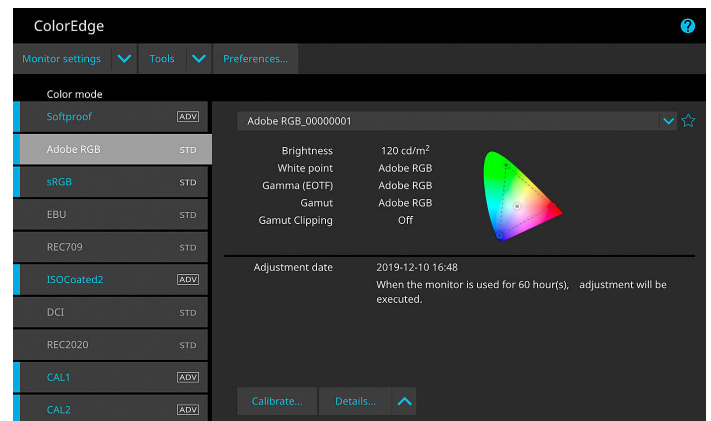 ColorEdge
?
Monitor settings Tools Preferences...
Color mode
Softproof ADV
Adobe RGB STD
sRGB STD
EBU STD
REC709 STD
ISOCoated2 ADV
DCI STD
REC2020 STD
CAL1 ADV
CAL2 ADV
Adobe RGB_00000001
Brightness 120 cd/m²
White point Adobe RGB
Gamma (EOTF) Adobe RGB
Gamut Adobe RGB
Gamut Clipping Off
Adjustment date 2019-12-10 16:48
When the monitor is used for 60 hour(s), adjustment will be
executed.
Calibrate... Details...